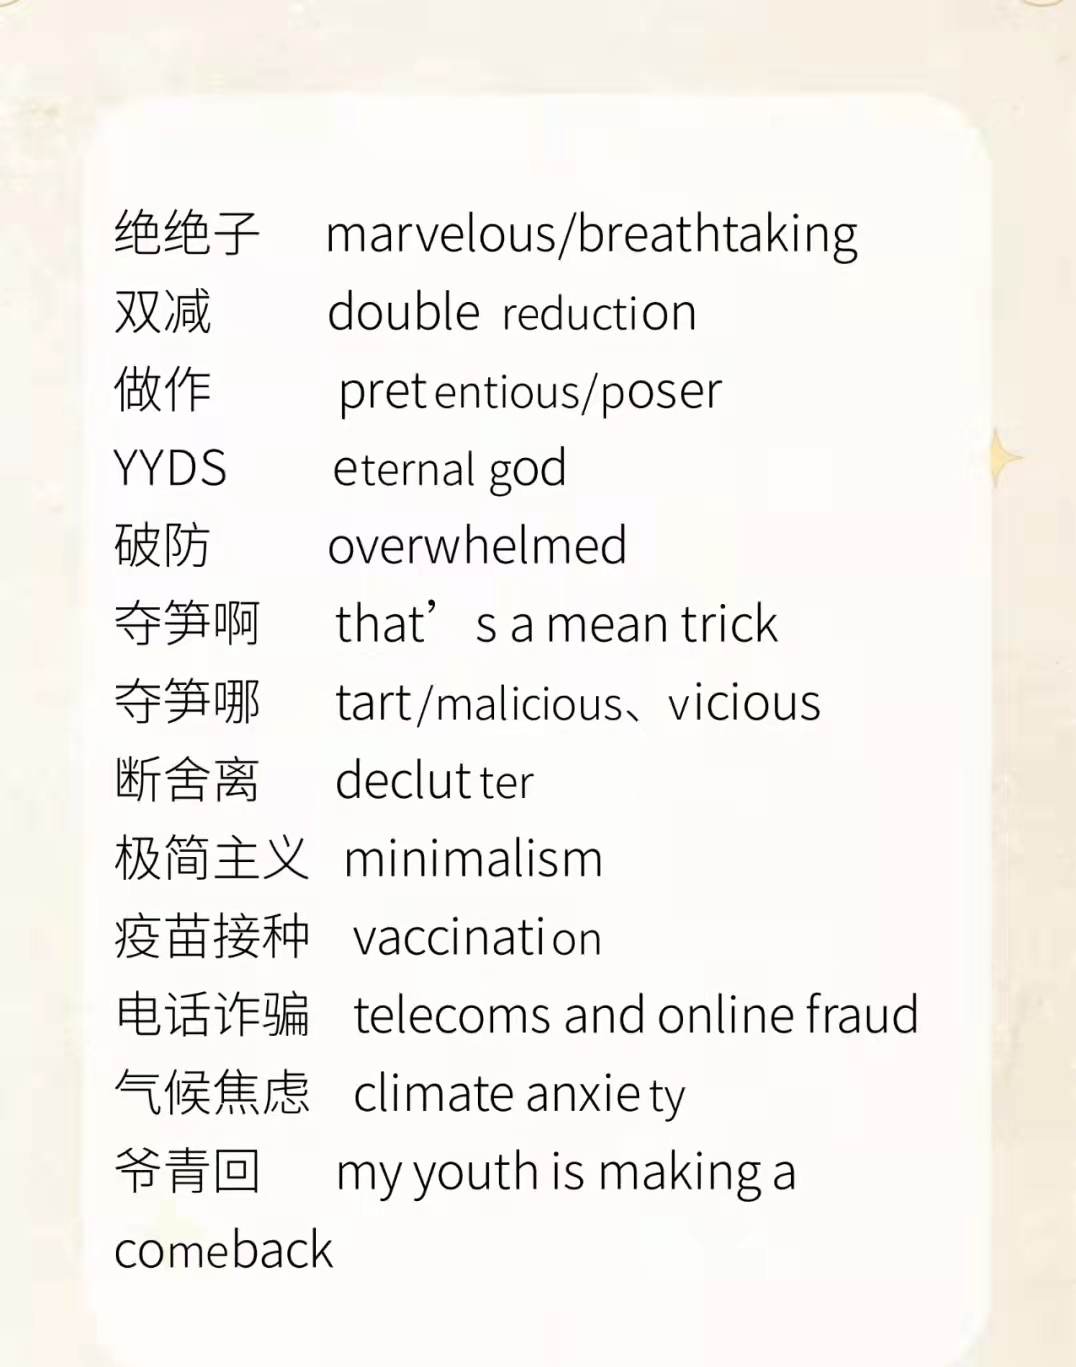 绝绝子 marvelous/breathtaking
双减 double reduction
做作 pretentious/poser
YYDS eternal god
破防 overwhelmed
夺笋啊 that’s a mean trick
夺笋哪 tart/malicious、vicious
断舍离 declutter
极简主义 minimalism
疫苗接种 vaccination
电话诈骗 telecoms and online fraud
气候焦虑 climate anxiety
爷青回 my youth is making a
comeback